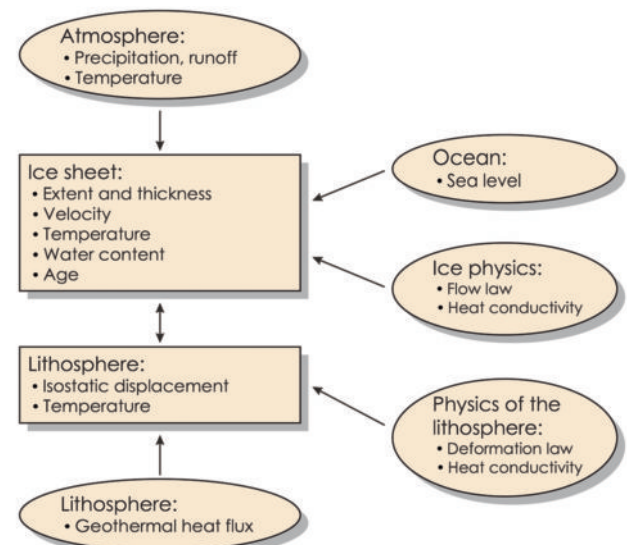 Atmosphere:
• Precipitation, runoff
• Temperature
Ice sheet:
• Extent and thickness
• Velocity
• Temperature
• Water content
• Age
Ocean:
• Sea level
Ice physics:
• Flow law
• Heat conductivity
Lithosphere:
• Isostatic displacement
• Temperature
Physics of the
lithosphere:
• Deformation law
• Heat conductivity
Lithosphere:
• Geothermal heat flux